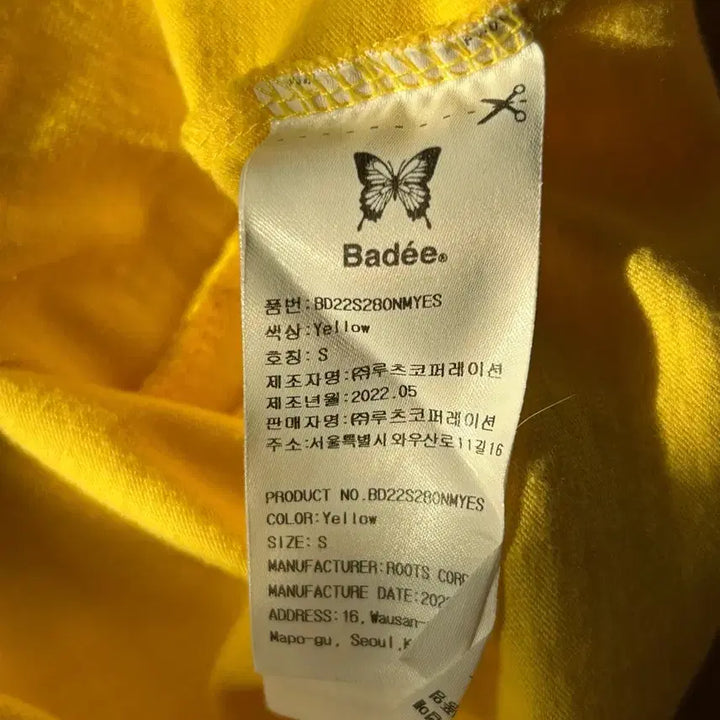 Badée®
품번:BD22S280NMYES
색상:Yellow
호칭: S
제조자명:㈜루츠코퍼레이션
제조년월:2022.05
판매자명:㈜루츠코퍼레이션
주소:서울특별시와우산로11길16
PRODUCT NO.BD22S280NMYES
COLOR:Yellow
SIZE: S
MANUFACTURER:ROOTS CORP
MANUFACTURE DATE:202
ADDRESS:16, Wausan-
Mapo-gu, Seoul,K